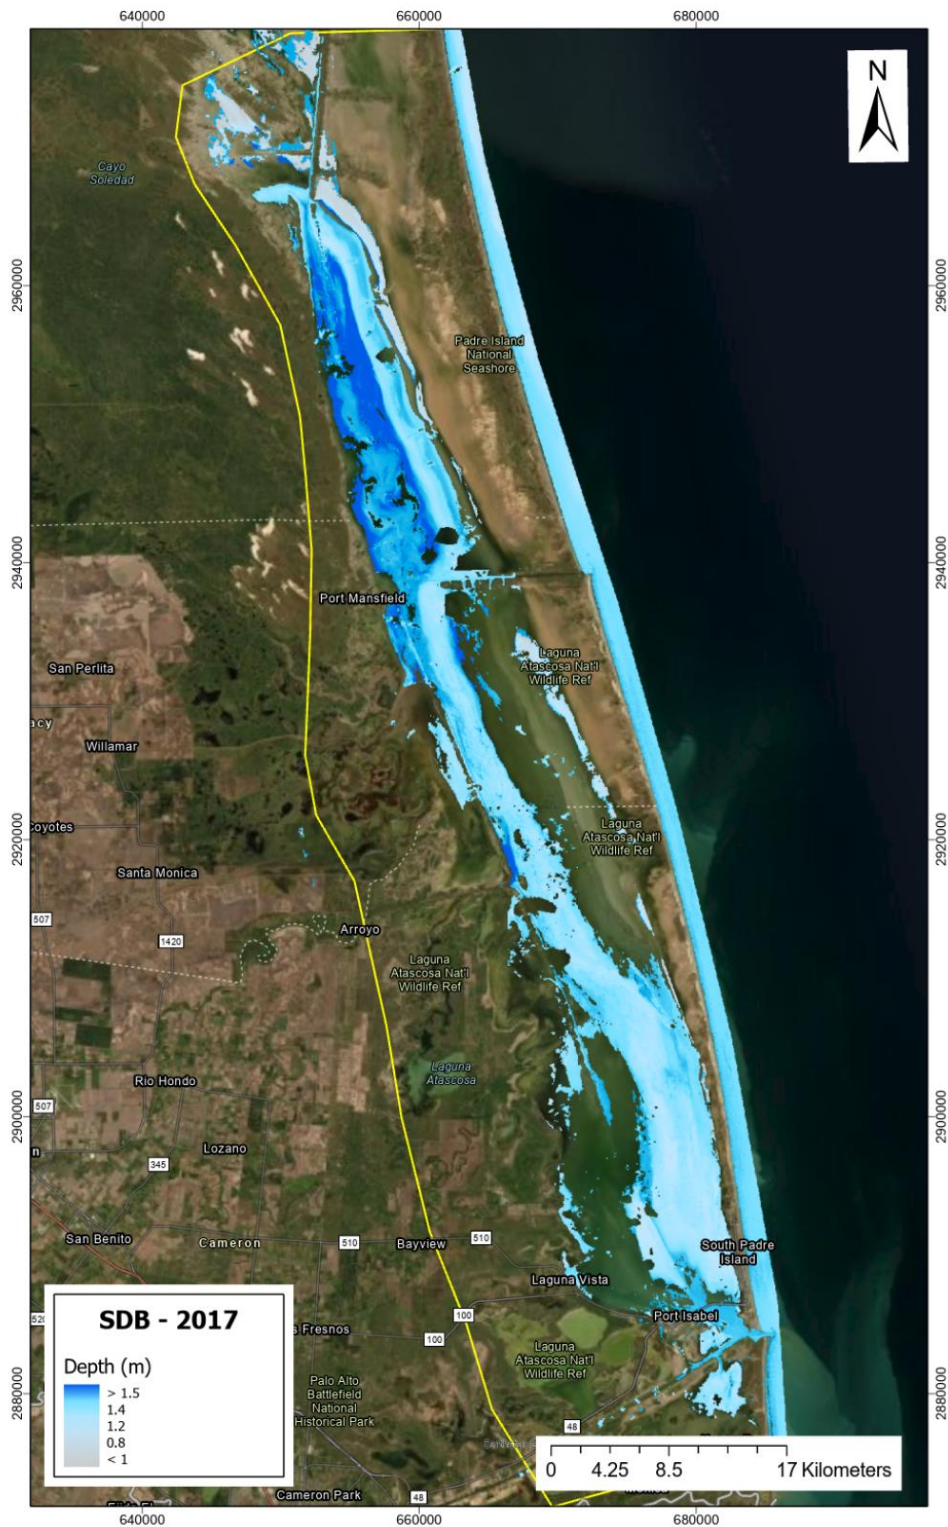 640000
660000
680000
N
Cayo
Soledad
2960000
2960000
Padre Island
National
Seashore
2940000
2940000
Port Mansfield
San Perlita
Laguna
Atascosa Nat'l
Wildlife Ref
acy
Willamar
Coyotes
Laguna
Atascosa Nat'l
Wildlife Ref
2920000
2920000
Santa Monica
507
1420
Arroyo
Laguna
Atascosa Nat'l
Wildlife Ref
Laguna
Atascosa
Rio Hondo
507
2900000
2900000
n
Lozano
345
San Benito
Cameron
510
Bayview
510
South Padre
Island
Laguna Vista
100
Port Isabel
SDB - 2017
520
s Fresnos
100
Depth (m)
> 1.5
1.4
1.2
0.8
< 1
Laguna
Atascosa Nat'l
Wildlife Ref
Palo Alto
Battlefield
National
Historical Park
2880000
2880000
48
0 4.25 8.5 17 Kilometers
Cameron Park
48
640000
660000
680000